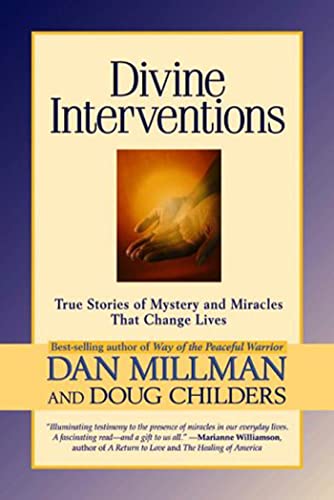 Divine
Interventions
True Stories of Mystery and Miracles
That Change Lives
Best-selling author of Way of the Peaceful Warrior
DAN MILLMAN
AND DOUG CHILDERS
"Illuminating testimony to the presence of miracles in our everyday lives.
A fascinating read—and a gift to us all." —Marianne Williamson,
author of A Return to Love and The Healing of America